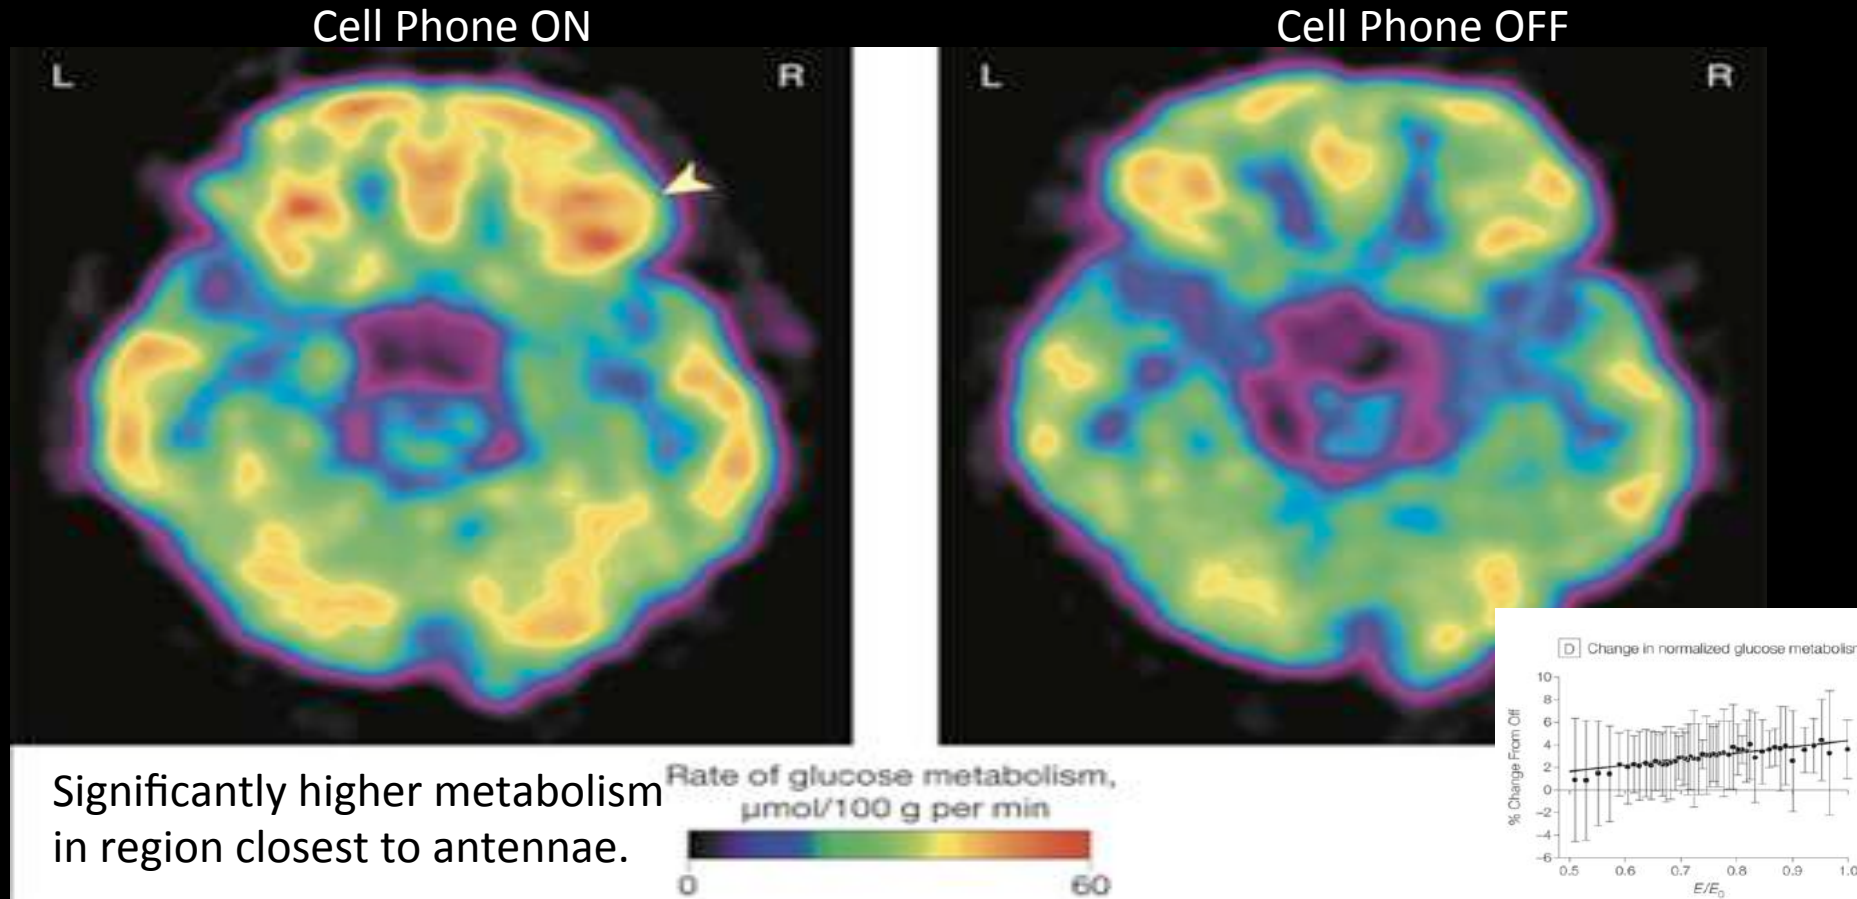 Cell Phone ON
Cell Phone OFF
L
R
L
R
Significantly higher metabolism
in region closest to antennae.
Rate of glucose metabolism,
µmol/100 g per min
0
60
D Change in normalized glucose metabolism
% Change From Off
10
8
6
4
2
0
−2
−4
−6
0.5 0.6 0.7 0.8 0.9 1.0
E/E0